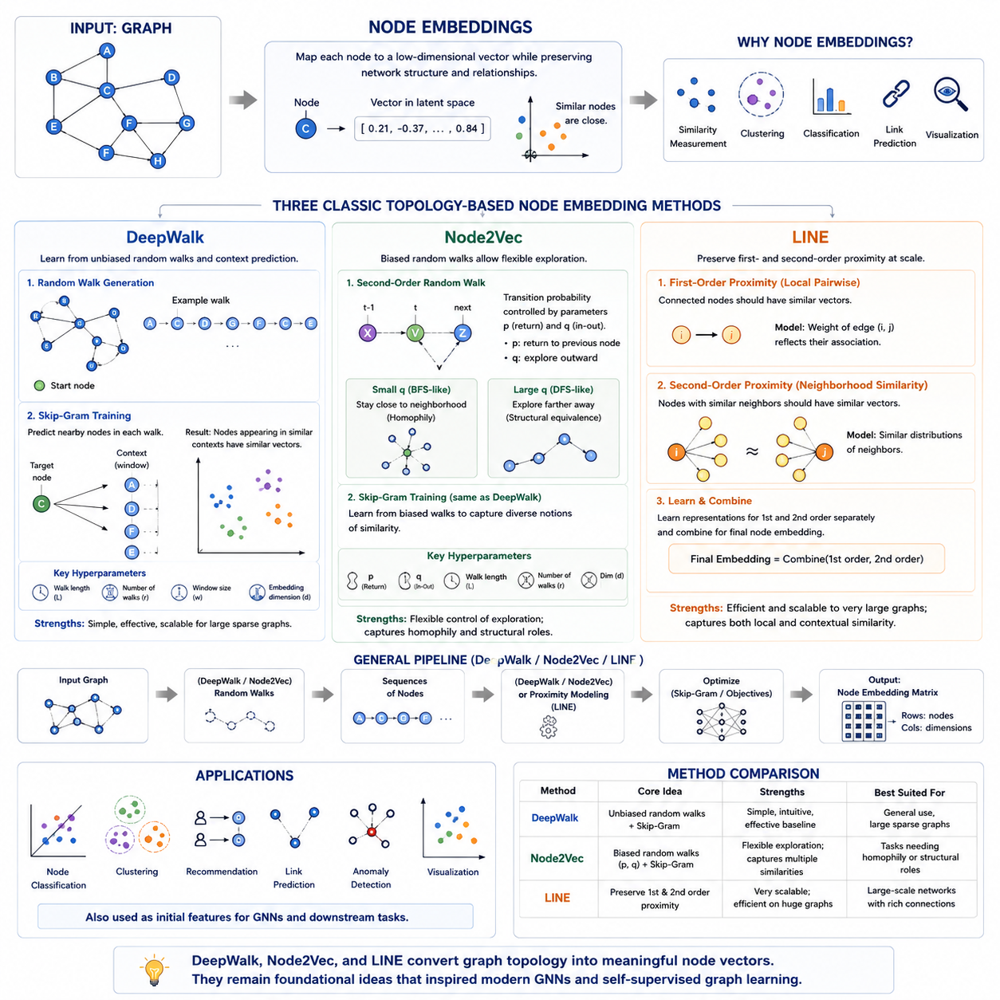 INPUT: GRAPH
A
B
D
C
E
F
G
F
H
NODE EMBEDDINGS
Map each node to a low-dimensional vector while preserving
network structure and relationships.
Node
Vector in latent space
C
[ 0.21, -0.37, ... , 0.84 ]
Similar nodes
are close.
WHY NODE EMBEDDINGS?
Similarity
Measurement
Clustering
Classification
Link
Prediction
Visualization
THREE CLASSIC TOPOLOGY-BASED NODE EMBEDDING METHODS
DeepWalk
Learn from unbiased random walks and context prediction.
1. Random Walk Generation
Example walk
A C D G F C E
...
Start node
2. Skip-Gram Training
Predict nearby nodes in each walk.
Result: Nodes appearing in similar
contexts have similar vectors.
Target
node
Context
(window)
C
A
D
F
E
Key Hyperparameters
Walk length
(L)
Number of
walks (r)
Window size
(w)
Embedding
dimension (d)
Strengths: Simple, effective, scalable for large sparse graphs.
Node2Vec
Biased random walks allow flexible exploration.
1. Second-Order Random Walk
t-1 t next
X V Z
Transition probability
controlled by parameters
p (return) and q (in-out).
• p: return to previous node
• q: explore outward
Small q (BFS-like)
Stay close to neighborhood
(Homophily)
Large q (DFS-like)
Explore farther away
(Structural equivalence)
2. Skip-Gram Training (same as DeepWalk)
Learn from biased walks to capture diverse notions
of similarity.
Key Hyperparameters
p
(Return)
q
(In-Out)
Walk length
(L)
Number of
walks (r)
Dim (d)
Strengths: Flexible control of exploration;
captures homophily and structural roles.
LINE
Preserve first- and second-order proximity at scale.
1. First-Order Proximity (Local Pairwise)
Connected nodes should have similar vectors.
i j
Model: Weight of edge (i, j)
reflects their association.
2. Second-Order Proximity (Neighborhood Similarity)
Nodes with similar neighbors should have similar vectors.
i ≈ j
Model: Similar distributions
of neighbors.
3. Learn & Combine
Learn representations for 1st and 2nd order separately
and combine for final node embedding.
Final Embedding = Combine(1st order, 2nd order)
Strengths: Efficient and scalable to very large graphs;
captures both local and contextual similarity.
GENERAL PIPELINE (De pWalk / Node2Vec / LINE )
Input Graph
(DeepWalk / Node2Vec)
Random Walks
Sequences
of Nodes
A C D F ...
(DeepWalk / Node2Vec)
or Proximity Modeling
(LINE)
Optimize
(Skip-Gram / Objectives)
Output:
Node Embedding Matrix
Rows: nodes
Cols: dimensions
APPLICATIONS
Node
Classification
Clustering
Recommendation
Link
Prediction
Anomaly
Detection
Visualization
Also used as initial features for GNNs and downstream tasks.
METHOD COMPARISON
Method Core Idea Strengths Best Suited For
DeepWalk
Unbiased random walks
+ Skip-Gram
Simple, intuitive,
effective baseline
General use,
large sparse graphs
Node2Vec
Biased random walks
(p, q) + Skip-Gram
Flexible exploration;
captures multiple
similarities
Tasks needing
homophily or structural
roles
LINE
Preserve 1st & 2nd order
proximity
Very scalable;
efficient on huge graphs
Large-scale networks
with rich connections
DeepWalk, Node2Vec, and LINE convert graph topology into meaningful node vectors.
They remain foundational ideas that inspired modern GNNs and self-supervised graph learning.